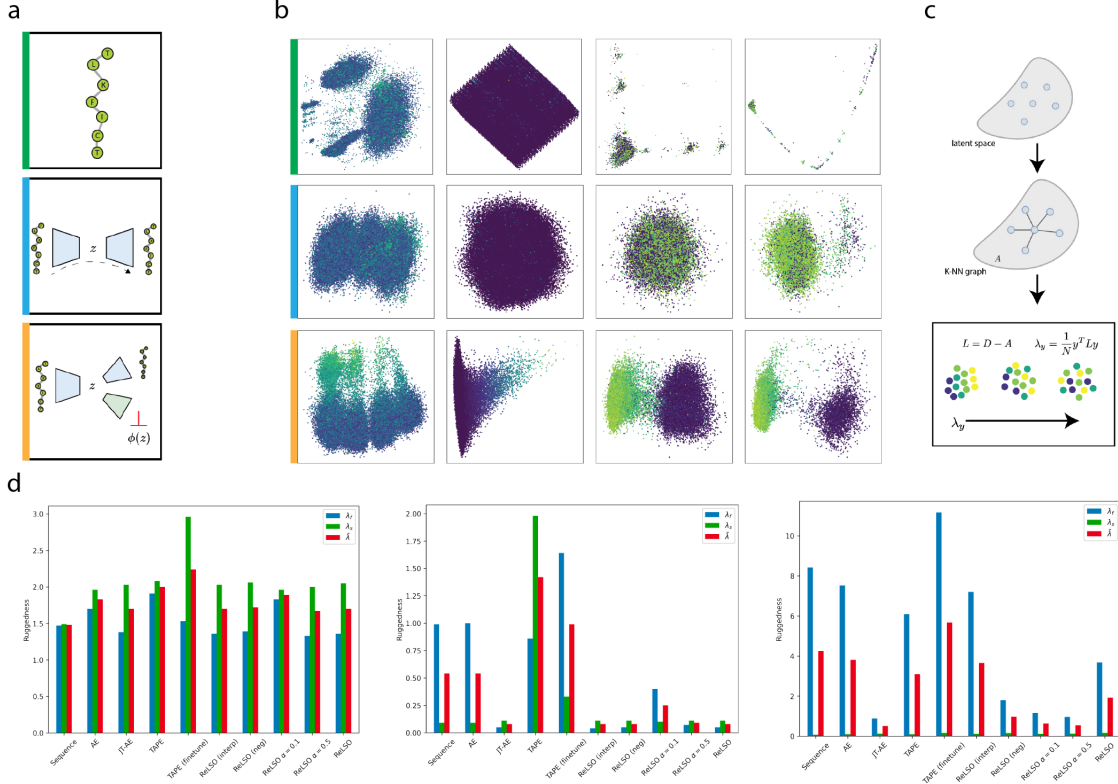 a
b
c
T
L
K
F
I
C
T
z
z
ϕ(z)
latent space
A
K-NN graph
L = D − A
λ_y = 1/N y^T Ly
λ_y
d
3.0
2.5
2.0
1.5
1.0
0.5
0.0
Ruggedness
λ_f
λ_s
λ̄
Sequence
AE
JT-AE
TAPE
TAPE (finetune)
ReLSO (interp)
ReLSO (neg)
ReLSO α = 0.1
ReLSO α = 0.5
ReLSO
2.00
1.75
1.50
1.25
1.00
0.75
0.50
0.25
0.00
Ruggedness
λ_f
λ_s
λ̄
Sequence
AE
JT-AE
TAPE
TAPE (finetune)
ReLSO (interp)
ReLSO (neg)
ReLSO α = 0.1
ReLSO α = 0.5
ReLSO
10
8
6
4
2
0
Ruggedness
λ_f
λ_s
λ̄
Sequence
AE
JT-AE
TAPE
TAPE (finetune)
ReLSO (interp)
ReLSO (neg)
ReLSO α = 0.1
ReLSO α = 0.5
ReLSO